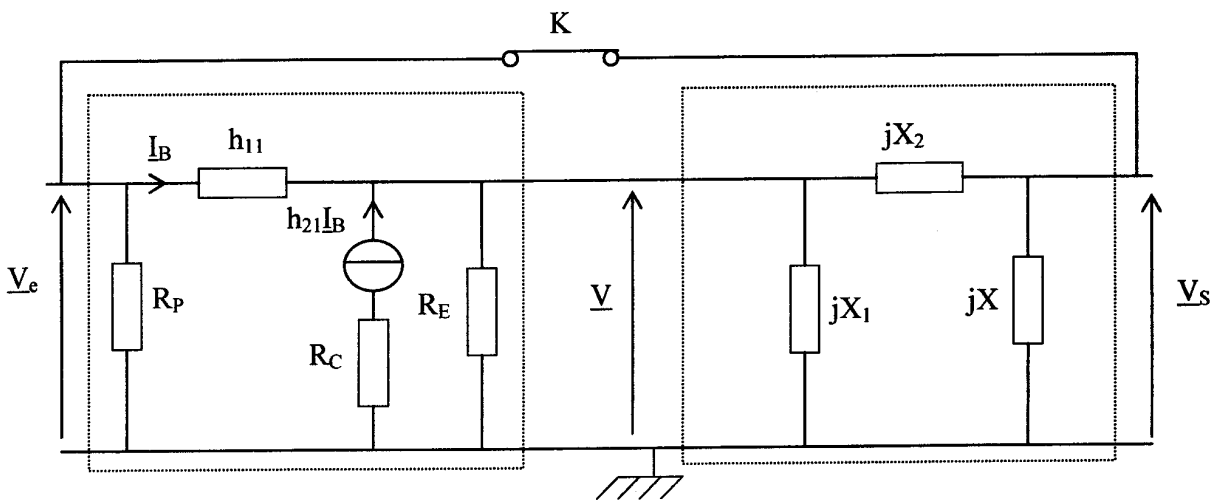 K
I_B
h₁₁
jX₂
h₂₁I_B
V_e
R_P
R_C
R_E
V
jX₁
jX
V_S